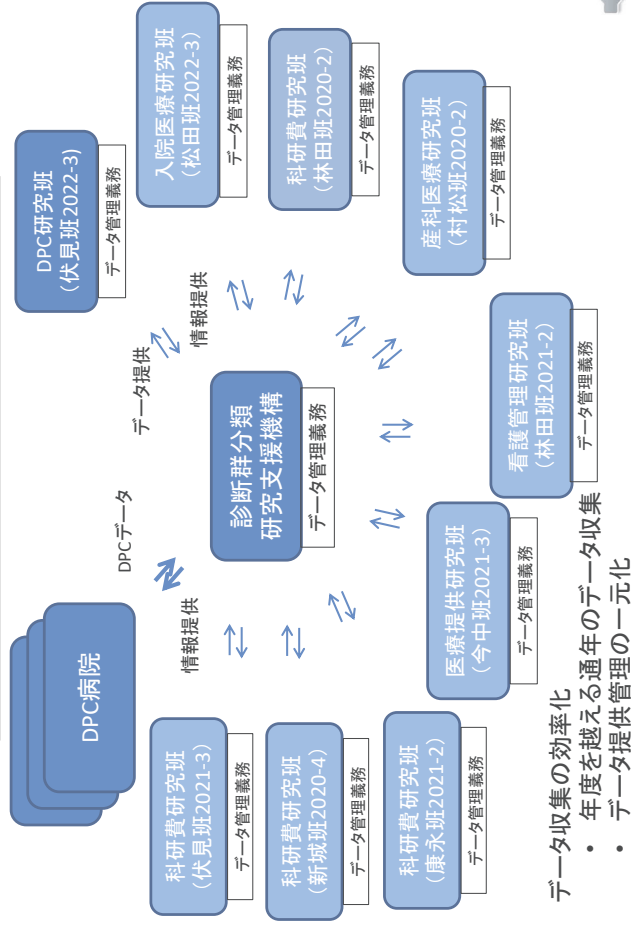 DPC病院
DPCデータ
情報提供
データ提供
情報提供
DPC研究班
（伏見班2022-3）
データ管理義務
入院医療研究班
（松田班2022-3）
データ管理義務
科研費研究班
（林田班2020-2）
データ管理義務
産科医療研究班
（村松班2020-2）
データ管理義務
看護管理研究班
（林田班2021-2）
データ管理義務
医療提供研究班
（今中班2021-3）
データ管理義務
診断群分類
研究支援機構
データ管理義務
科研費研究班
（伏見班2021-3）
データ管理義務
科研費研究班
（新城班2020-4）
データ管理義務
科研費研究班
（康永班2021-2）
データ管理義務
データ収集の効率化
• 年度を越える通年のデータ収集
• データ提供管理の一元化